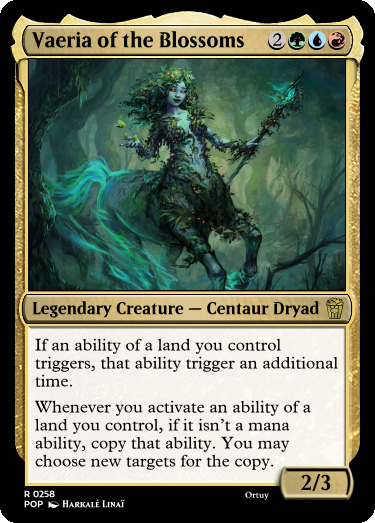 Vaeria of the Blossoms 2
Legendary Creature — Centaur Dryad
If an ability of a land you control
triggers, that ability trigger an additional
time.
Whenever you activate an ability of a
land you control, if it isn't a mana
ability, copy that ability. You may
choose new targets for the copy.
2/3
R 0258
Ortuy
POP Harkalé Linaï